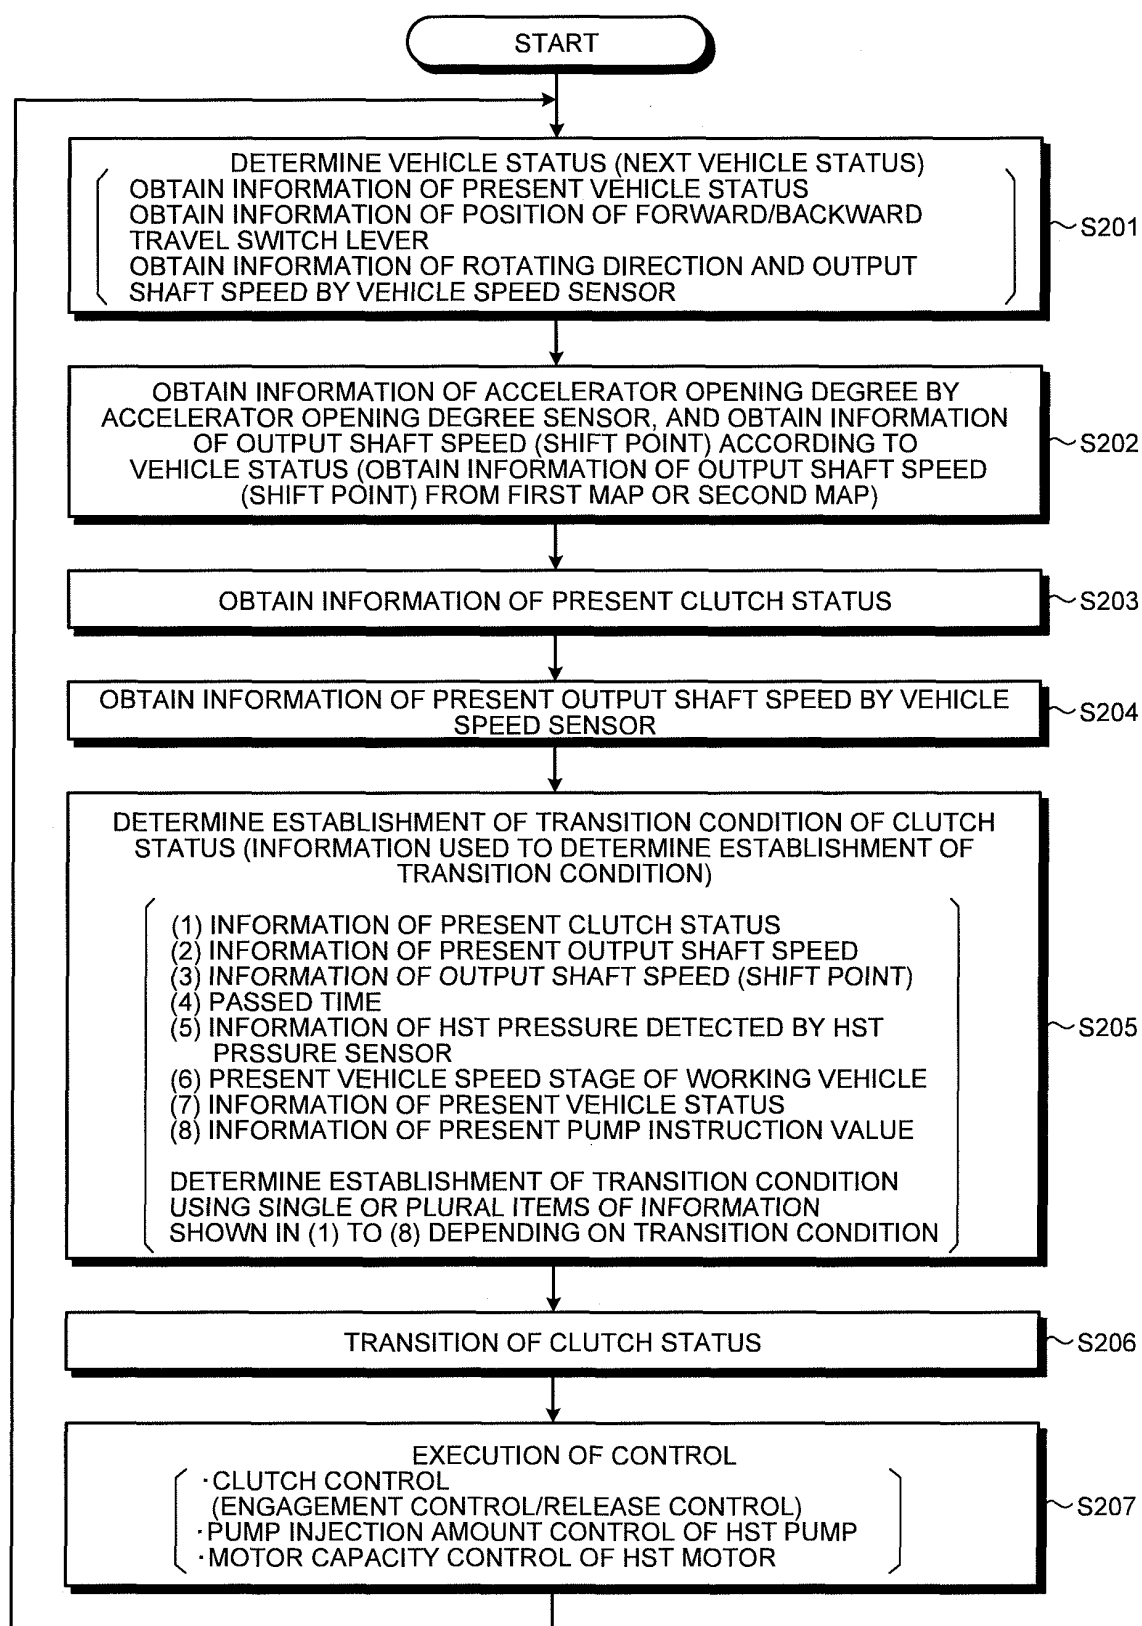 START
DETERMINE VEHICLE STATUS (NEXT VEHICLE STATUS)
OBTAIN INFORMATION OF PRESENT VEHICLE STATUS
OBTAIN INFORMATION OF POSITION OF FORWARD/BACKWARD
TRAVEL SWITCH LEVER
OBTAIN INFORMATION OF ROTATING DIRECTION AND OUTPUT
SHAFT SPEED BY VEHICLE SPEED SENSOR
S201
OBTAIN INFORMATION OF ACCELERATOR OPENING DEGREE BY
ACCELERATOR OPENING DEGREE SENSOR, AND OBTAIN INFORMATION
OF OUTPUT SHAFT SPEED (SHIFT POINT) ACCORDING TO
VEHICLE STATUS (OBTAIN INFORMATION OF OUTPUT SHAFT SPEED
(SHIFT POINT) FROM FIRST MAP OR SECOND MAP)
S202
OBTAIN INFORMATION OF PRESENT CLUTCH STATUS
S203
OBTAIN INFORMATION OF PRESENT OUTPUT SHAFT SPEED BY VEHICLE
SPEED SENSOR
S204
DETERMINE ESTABLISHMENT OF TRANSITION CONDITION OF CLUTCH
STATUS (INFORMATION USED TO DETERMINE ESTABLISHMENT OF
TRANSITION CONDITION)
(1) INFORMATION OF PRESENT CLUTCH STATUS
(2) INFORMATION OF PRESENT OUTPUT SHAFT SPEED
(3) INFORMATION OF OUTPUT SHAFT SPEED (SHIFT POINT)
(4) PASSED TIME
(5) INFORMATION OF HST PRESSURE DETECTED BY HST
PRSSURE SENSOR
(6) PRESENT VEHICLE SPEED STAGE OF WORKING VEHICLE
(7) INFORMATION OF PRESENT VEHICLE STATUS
(8) INFORMATION OF PRESENT PUMP INSTRUCTION VALUE
DETERMINE ESTABLISHMENT OF TRANSITION CONDITION
USING SINGLE OR PLURAL ITEMS OF INFORMATION
SHOWN IN (1) TO (8) DEPENDING ON TRANSITION CONDITION
S205
TRANSITION OF CLUTCH STATUS
S206
EXECUTION OF CONTROL
・CLUTCH CONTROL
(ENGAGEMENT CONTROL/RELEASE CONTROL)
・PUMP INJECTION AMOUNT CONTROL OF HST PUMP
・MOTOR CAPACITY CONTROL OF HST MOTOR
S207